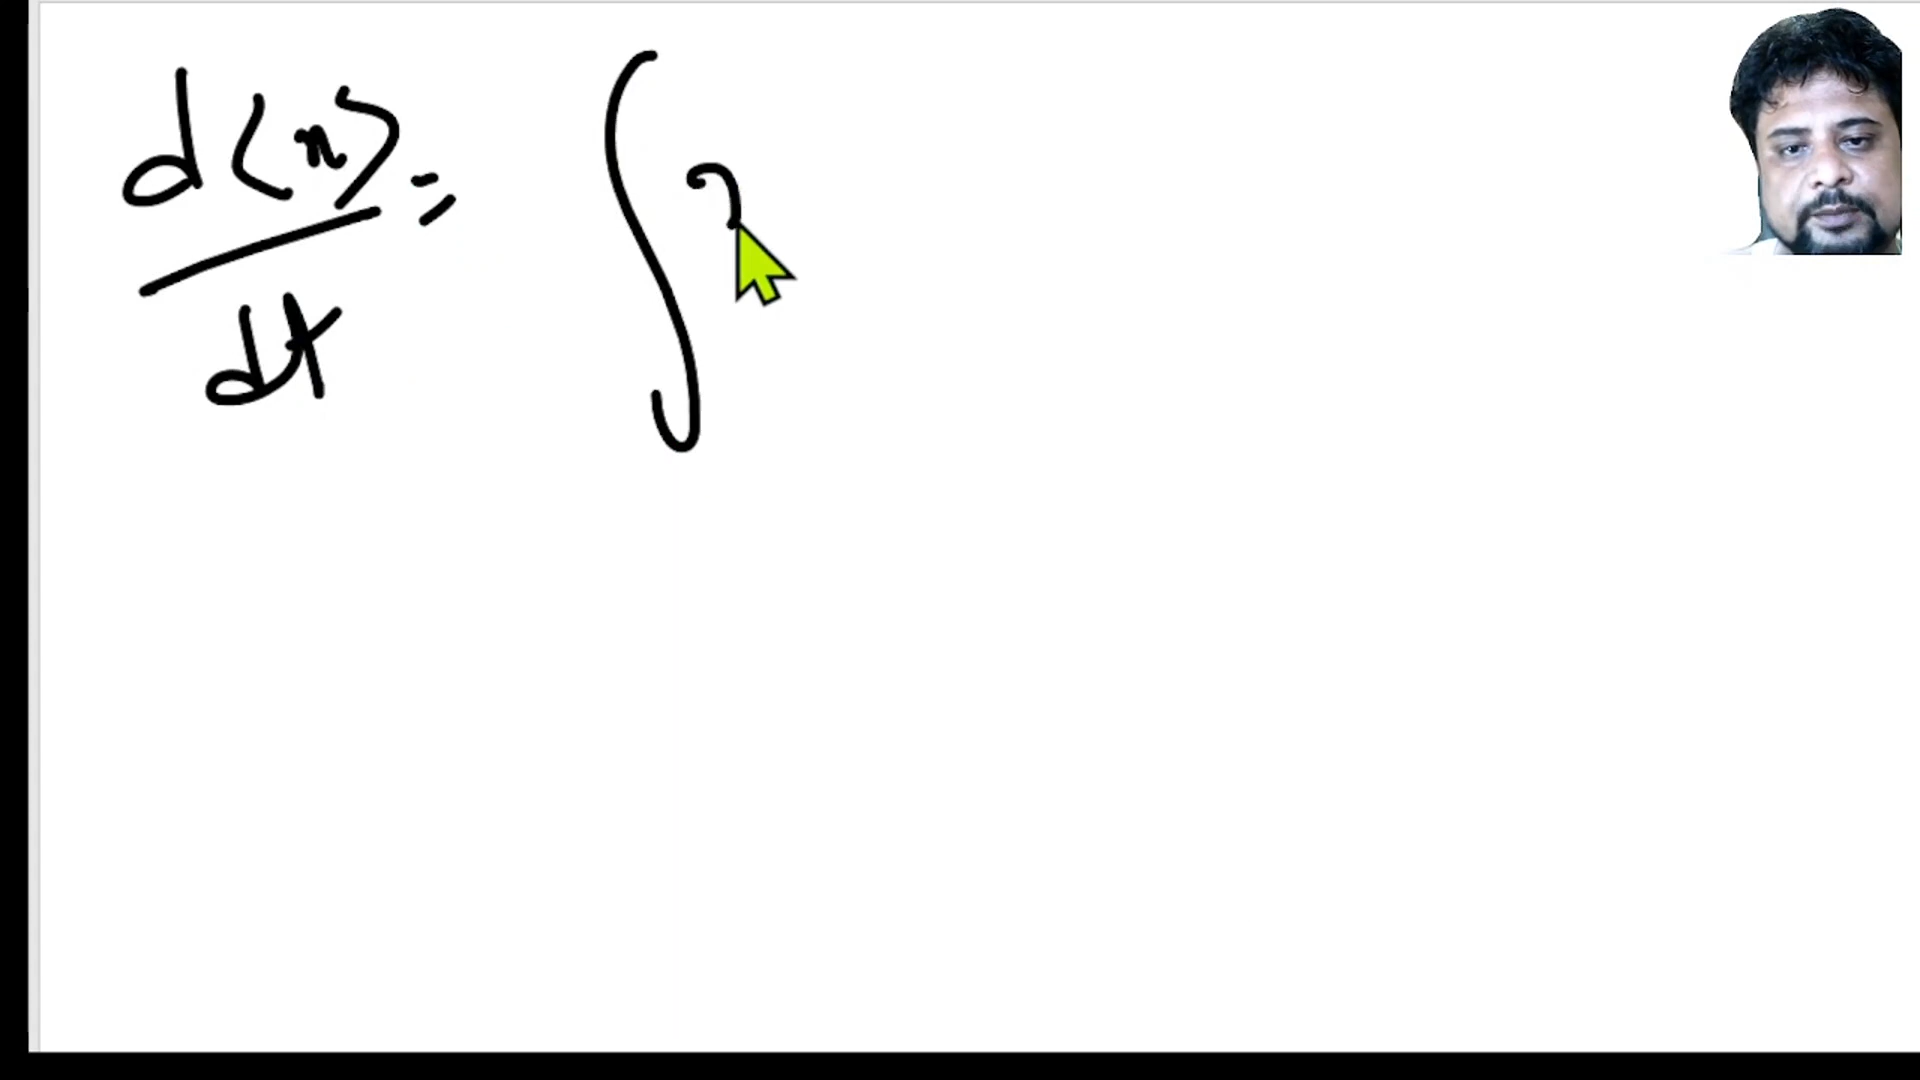 d⟨x⟩/dt = ∫